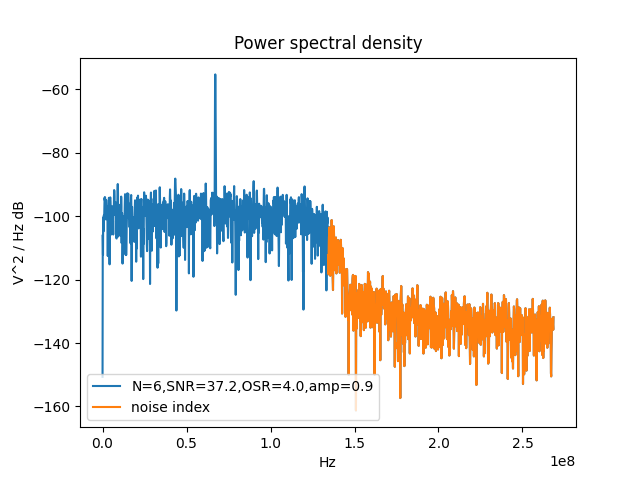 Power spectral density
V^2 / Hz dB
−60
−80
−100
−120
−140
−160
N=6,SNR=37.2,OSR=4.0,amp=0.9
noise index
0.0 0.5 1.0 1.5 2.0 2.5
1e8
Hz